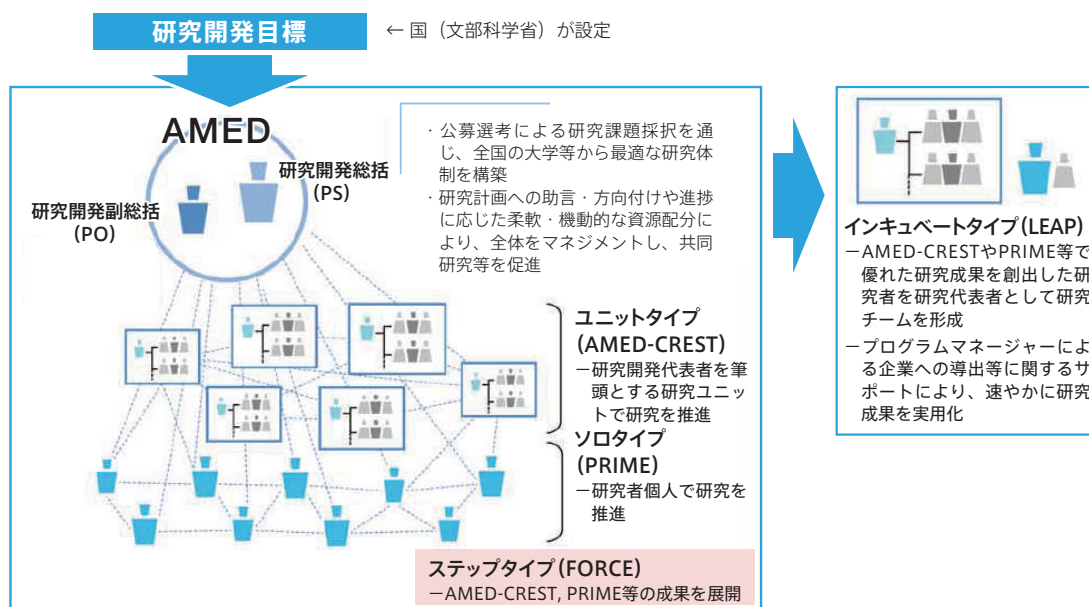 研究開発目標
←国（文部科学省）が設定
AMED
研究開発総括
(PS)
研究開発副総括
(PO)
・公募選考による研究課題採択を通
じ、全国の大学等から最適な研究体
制を構築
・研究計画への助言・方向付けや進捗
に応じた柔軟・機動的な資源配分に
より、全体をマネジメントし、共同
研究等を促進
ユニットタイプ
(AMED-CREST)
－研究開発代表者を筆
頭とする研究ユニッ
トで研究を推進
ソロタイプ
(PRIME)
－研究者個人で研究を
推進
ステップタイプ(FORCE)
－AMED-CREST, PRIME等の成果を展開
インキュベートタイプ(LEAP)
－AMED-CRESTやPRIME等で
優れた研究成果を創出した研
究者を研究代表者として研究
チームを形成
－プログラムマネージャーによ
る企業への導出等に関するサ
ポートにより、速やかに研究
成果を実用化